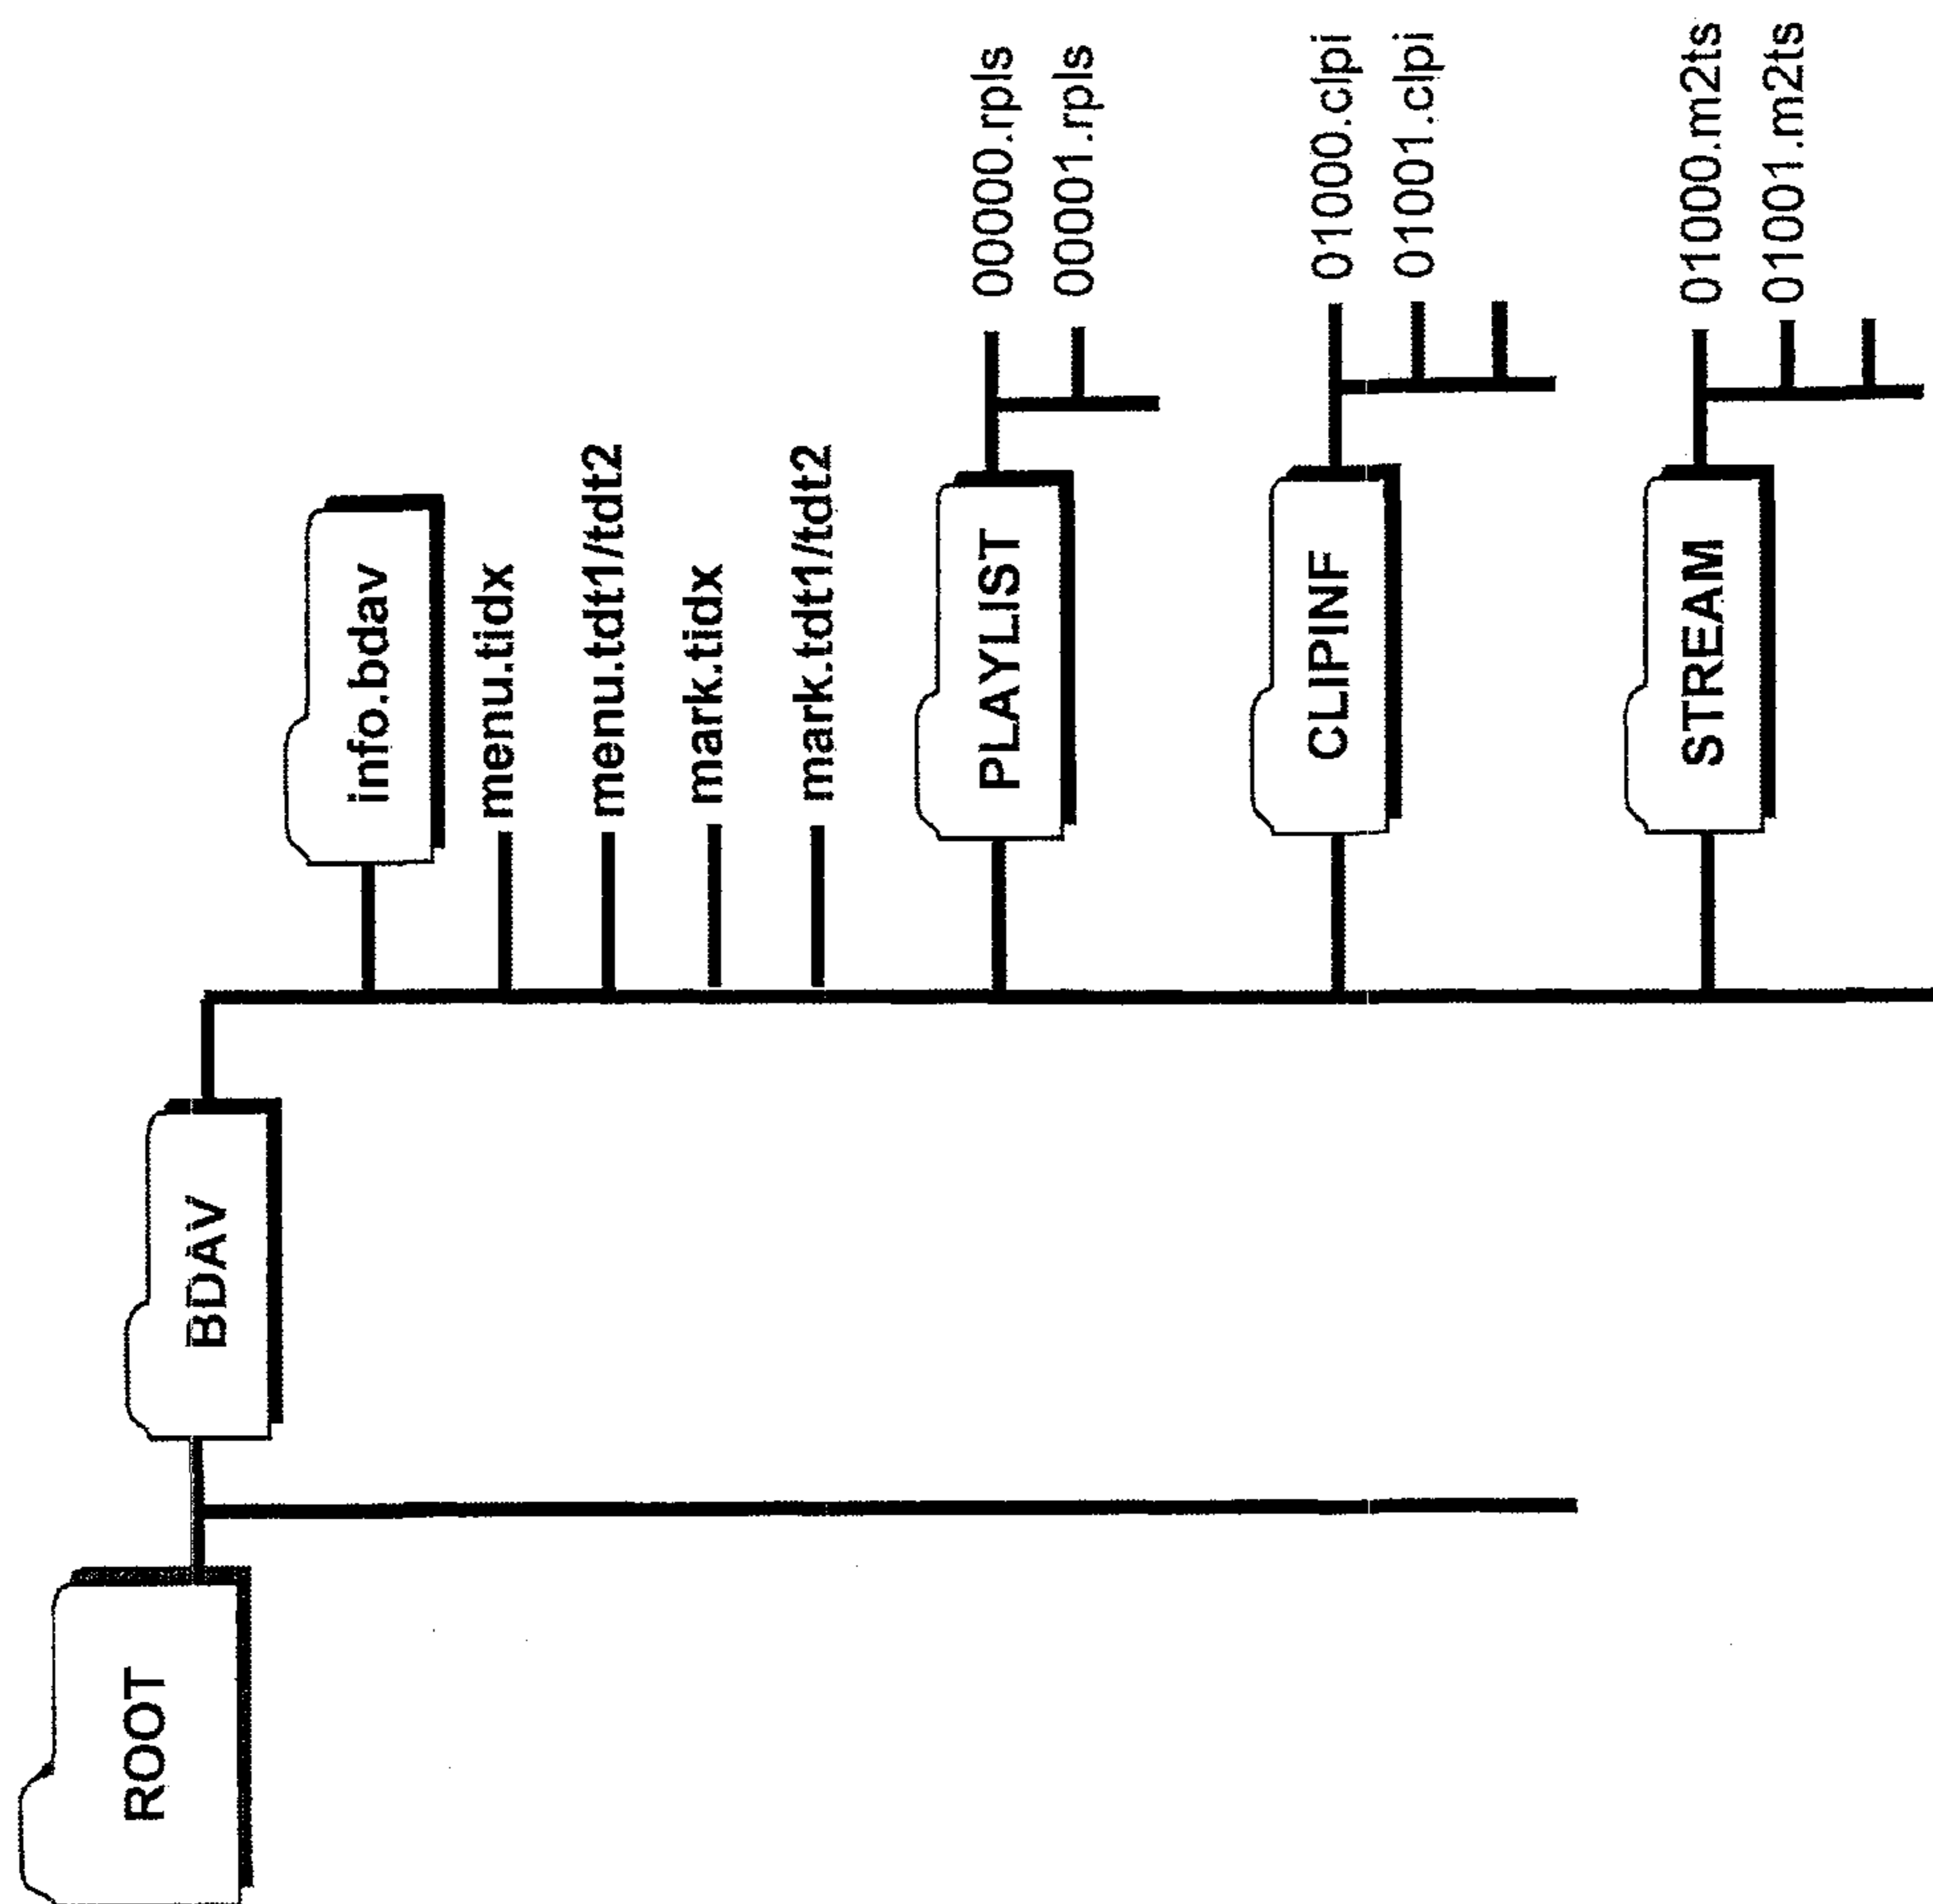 ROOT
BDAV
info.bdav
menu.tidx
menu.tdt1/tdt2
mark.tidx
mark.tdt1/tdt2
PLAYLIST
00000.rpls
00001.rpls
CLIPINF
01000.clpi
01001.clpi
STREAM
01000.m2ts
01001.m2ts